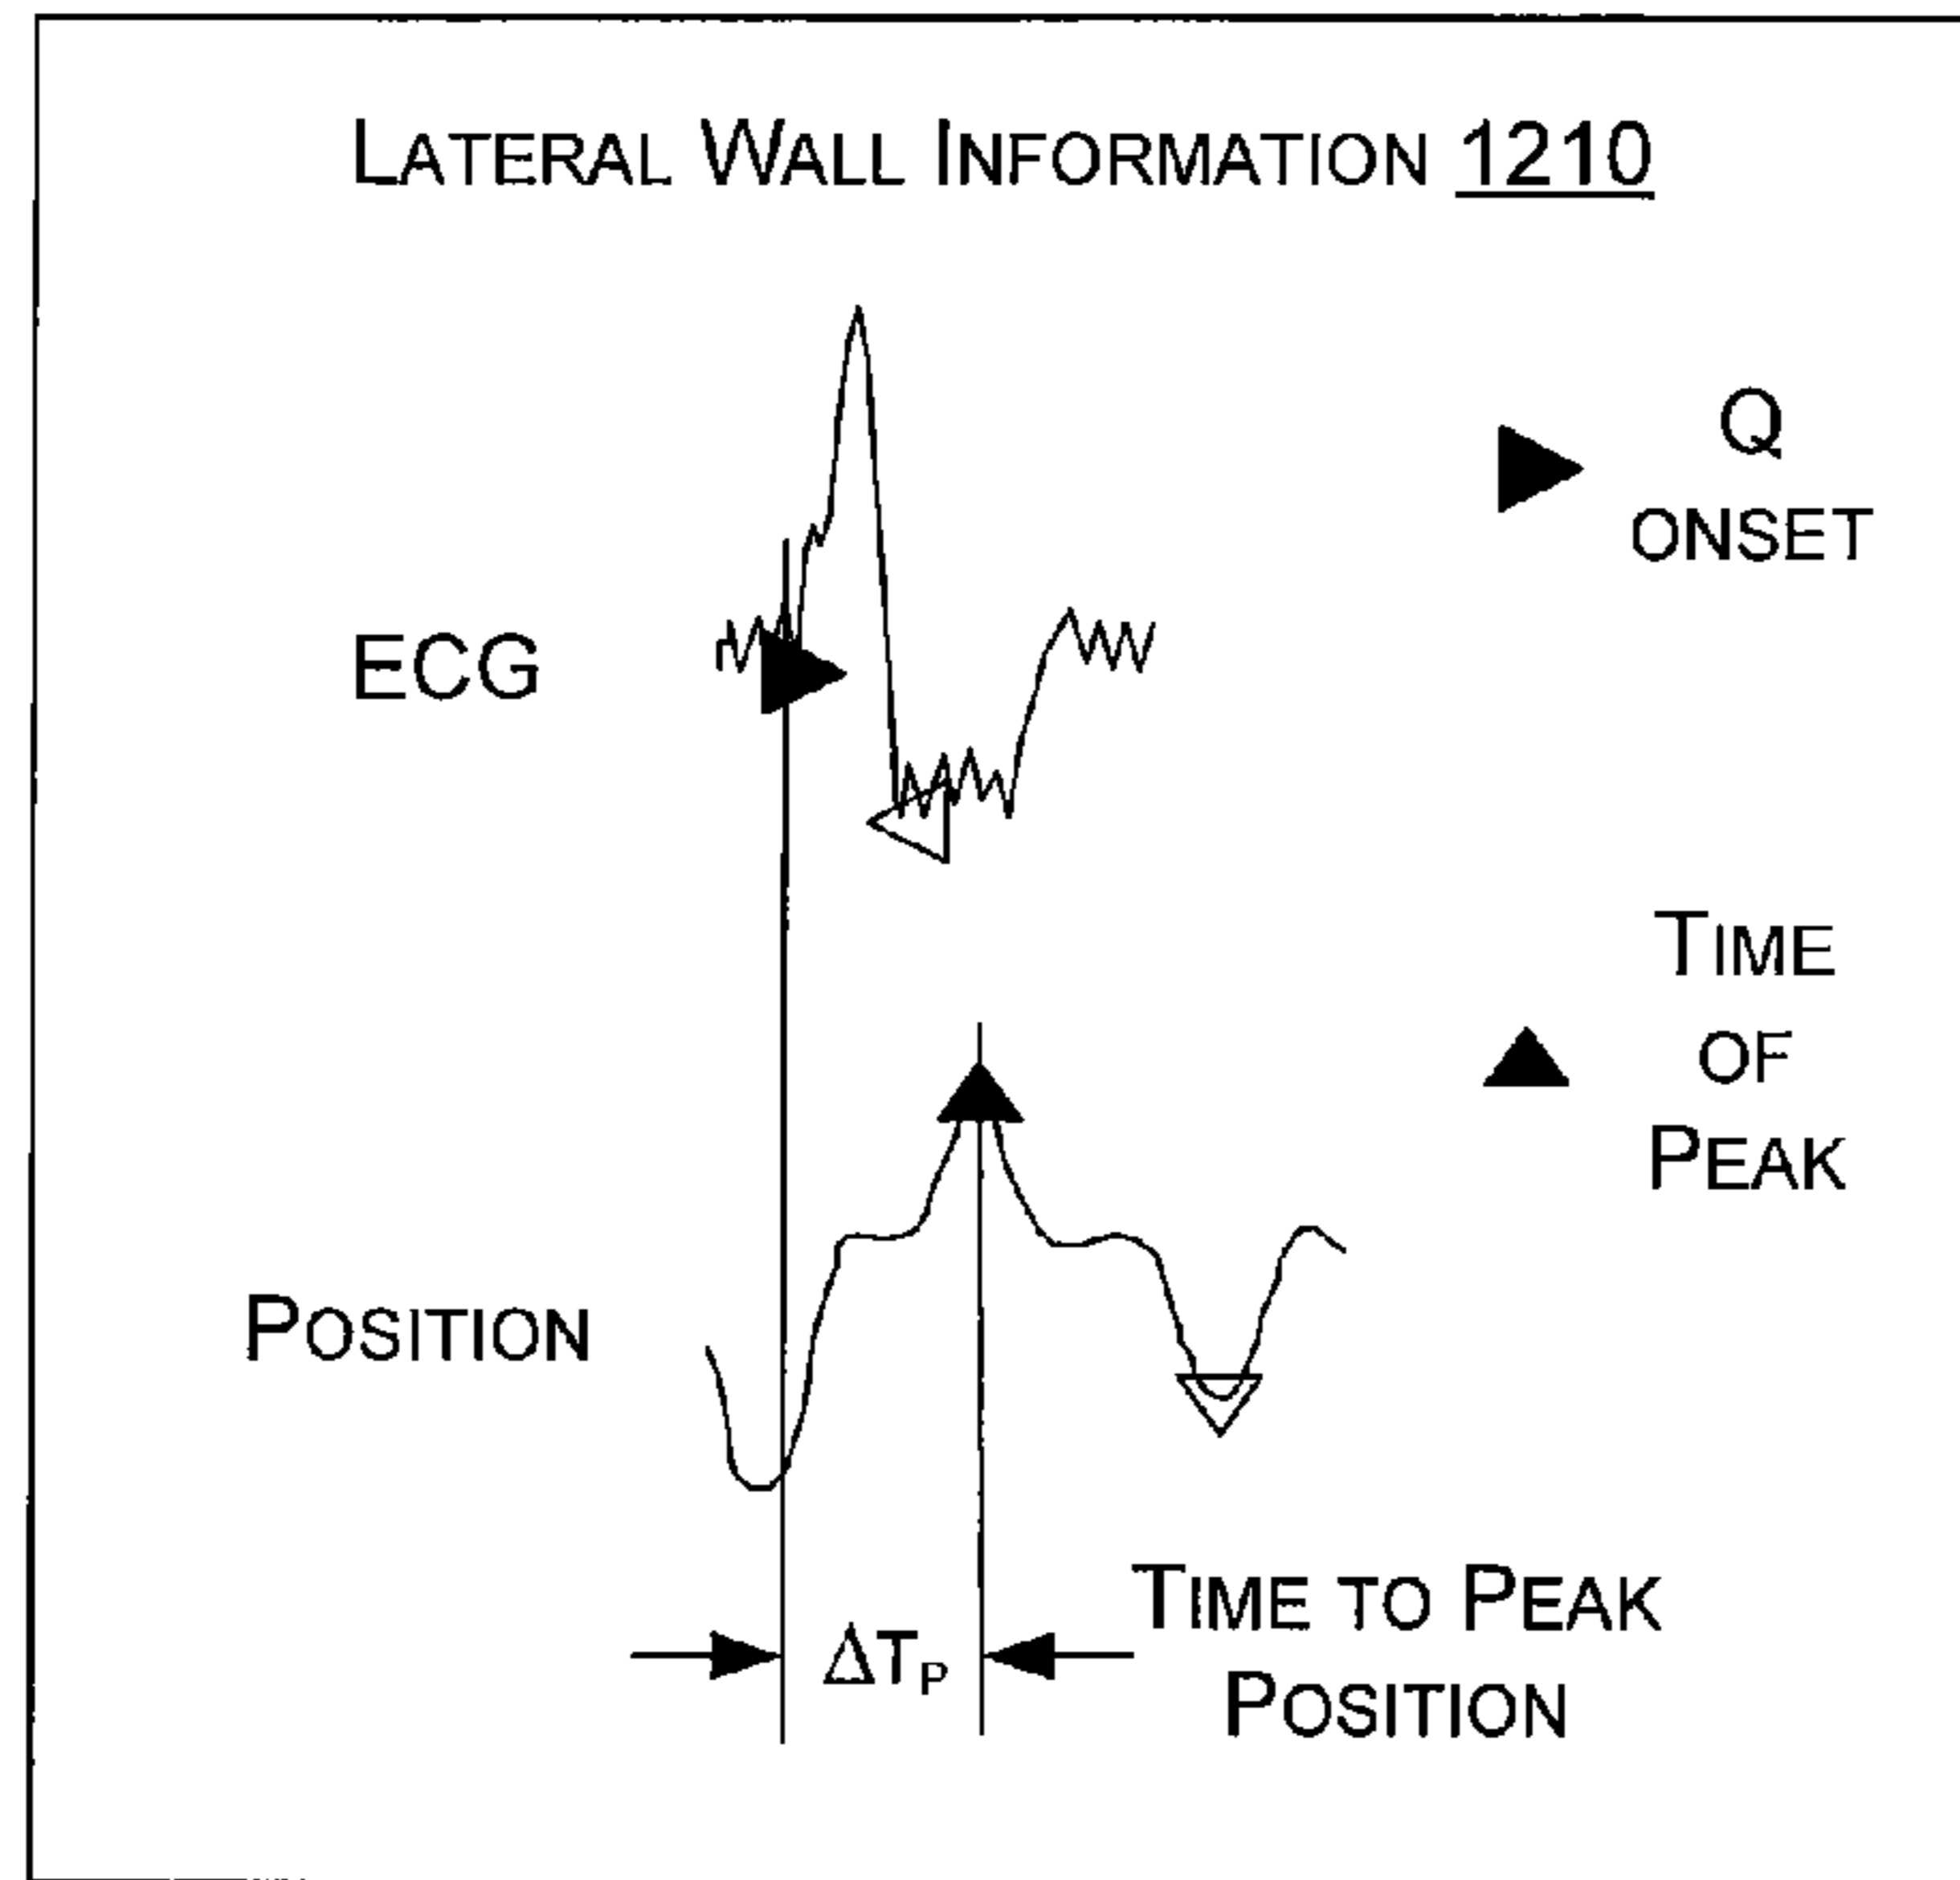 LATERAL WALL INFORMATION 1210
Q
ONSET
ECG
TIME
OF
PEAK
POSITION
ΔTP
TIME TO PEAK
POSITION